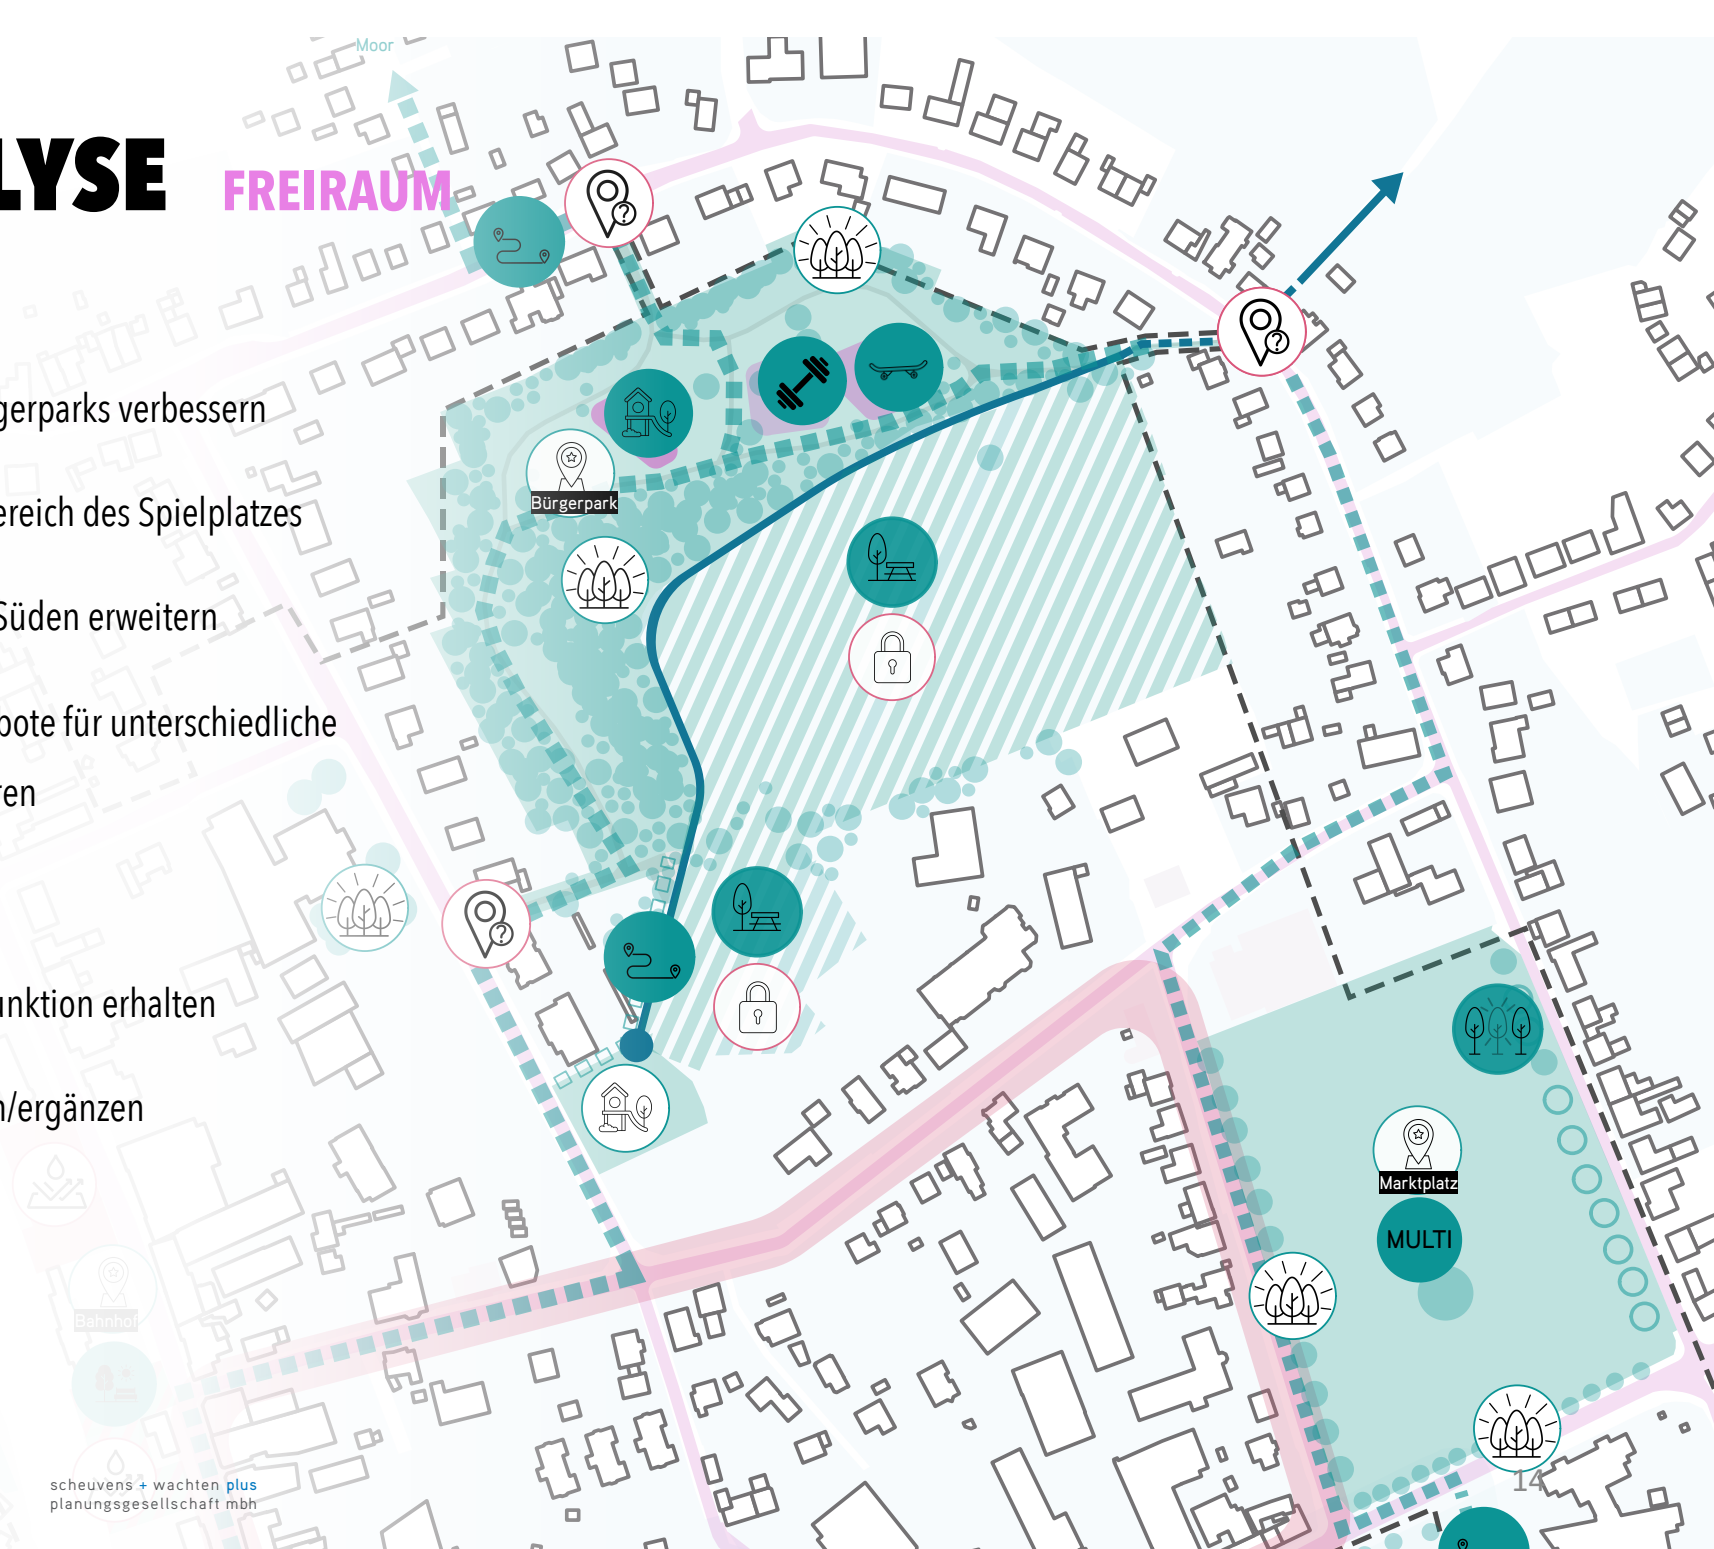 Moor
LYSE FREIRAUM
gerparks verbessern
ereich des Spielplatzes
Süden erweitern
bote für unterschiedliche
ren
unktion erhalten
n/ergänzen
Bürgerpark
Marktplatz
MULTI
Bahnhof
scheuvens + wachten plus
planungsgesellschaft mbh
14